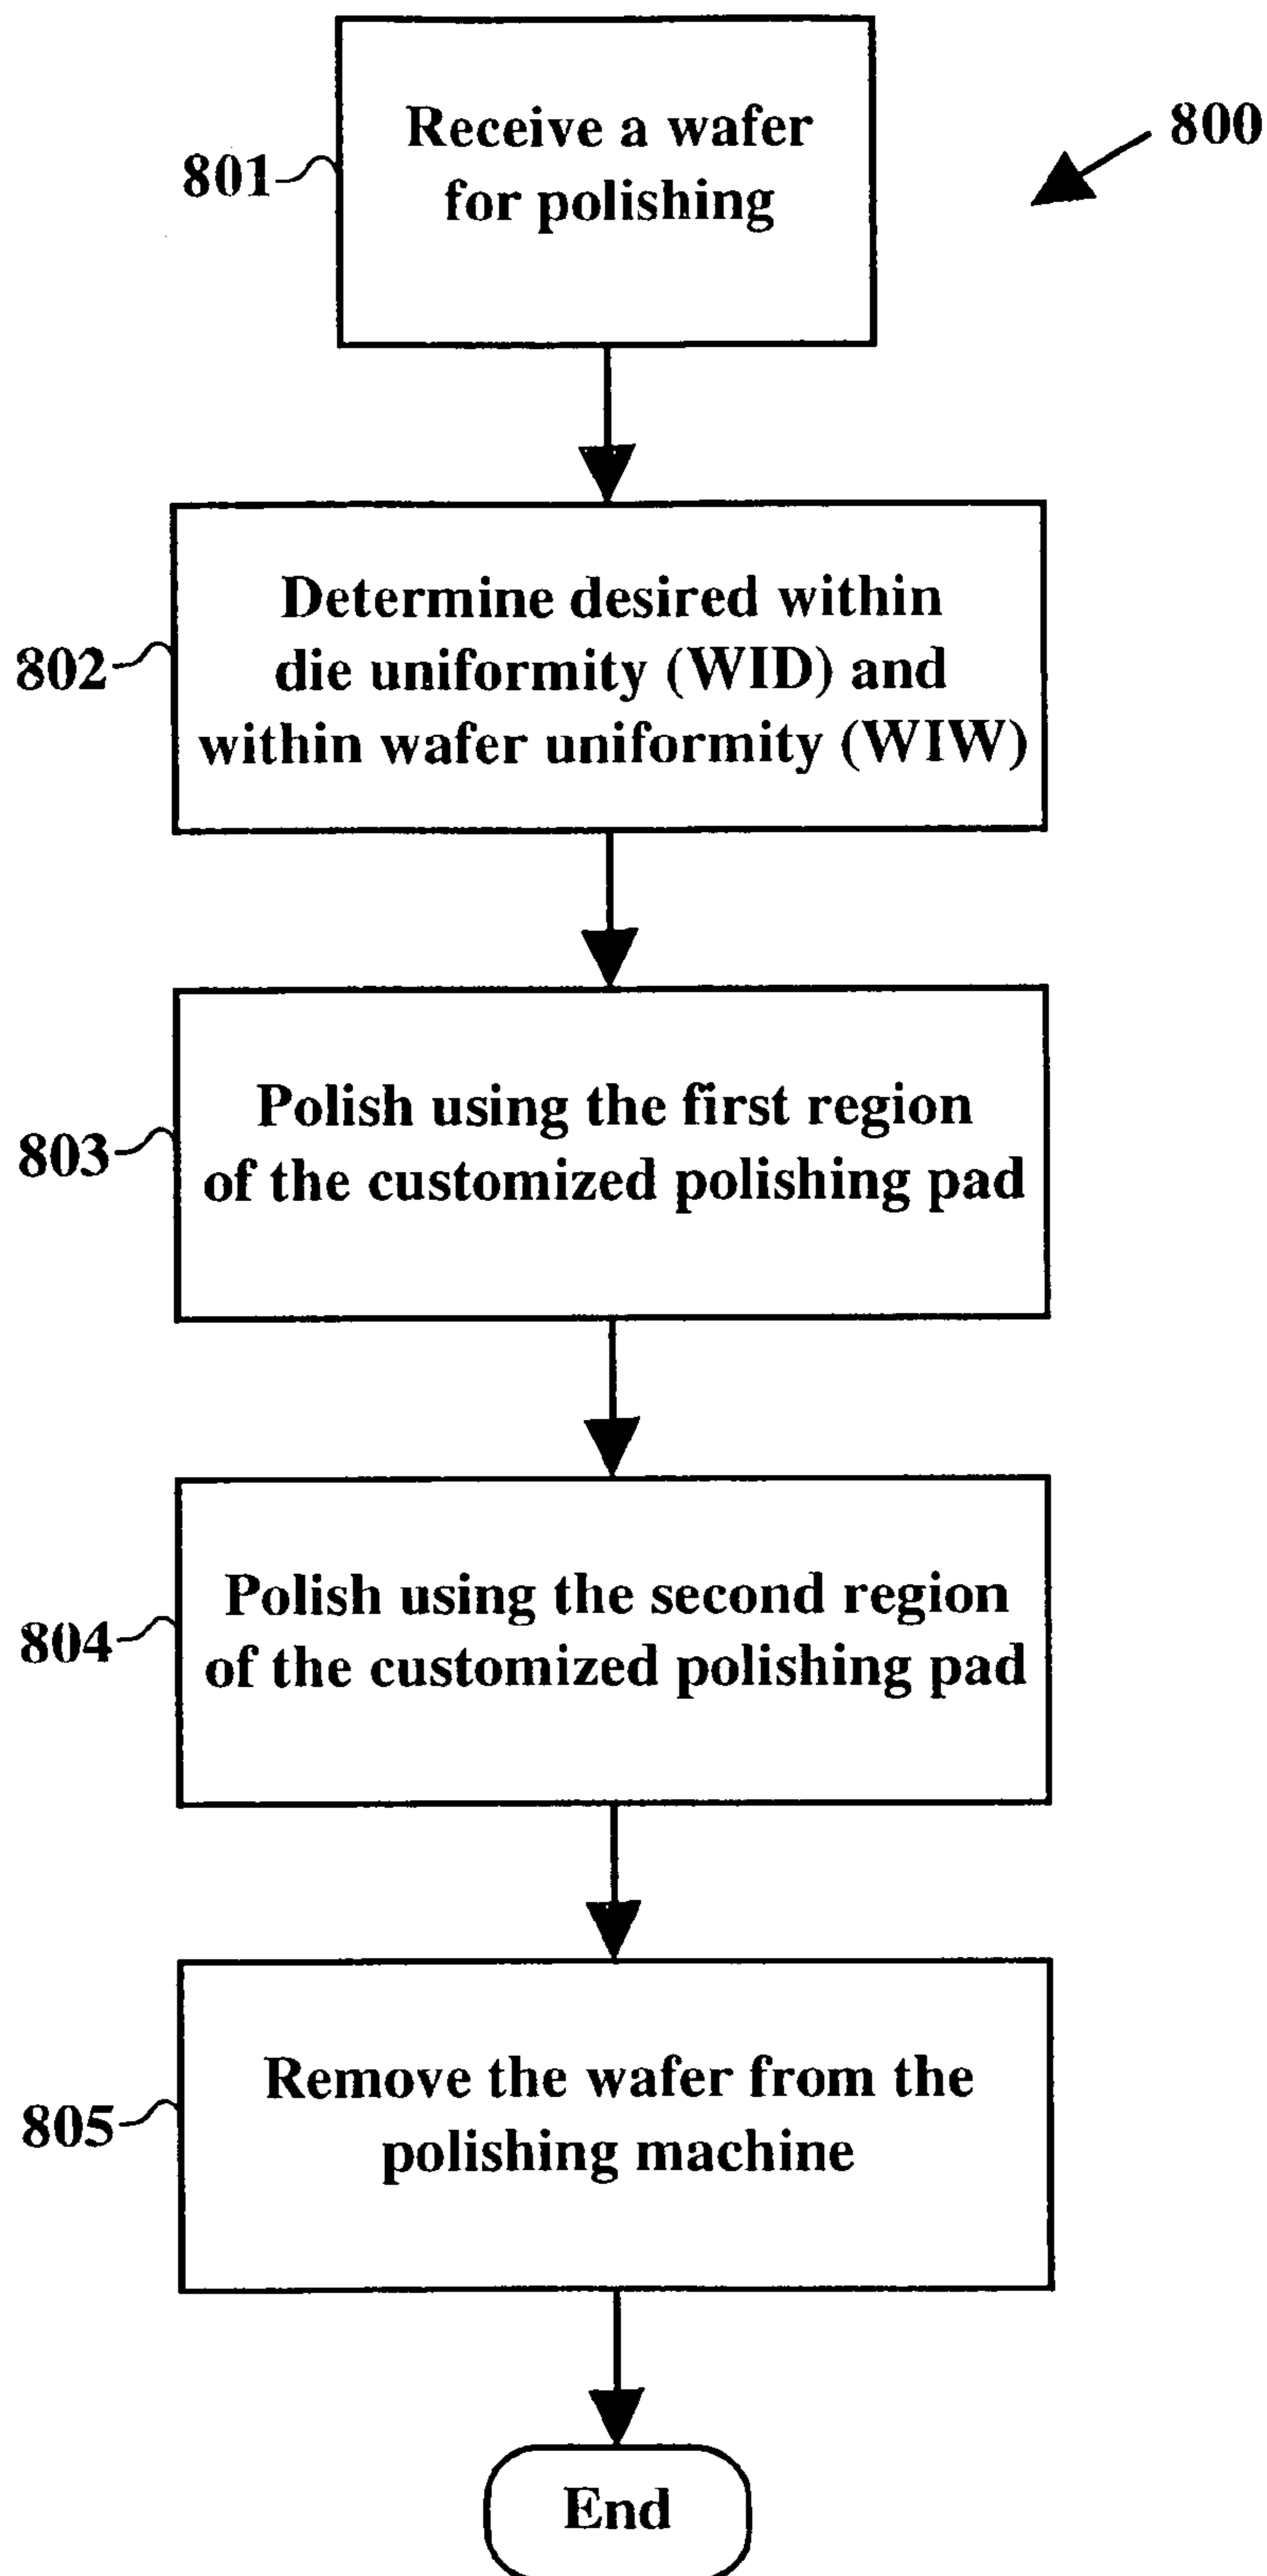 800
801
Receive a wafer
for polishing
802
Determine desired within
die uniformity (WID) and
within wafer uniformity (WIW)
803
Polish using the first region
of the customized polishing pad
804
Polish using the second region
of the customized polishing pad
805
Remove the wafer from the
polishing machine
End